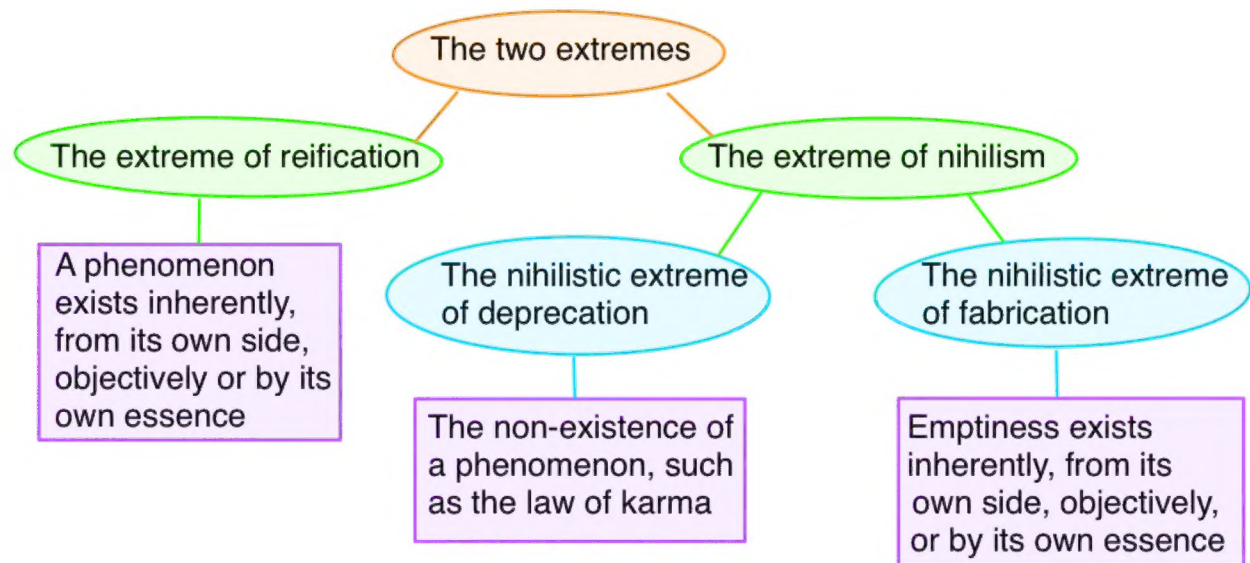 The two extremes
The extreme of reification
The extreme of nihilism
A phenomenon
exists inherently,
from its own side,
objectively or by its
own essence
The nihilistic extreme
of deprecation
The nihilistic extreme
of fabrication
The non-existence of
a phenomenon, such
as the law of karma
Emptiness exists
inherently, from its
own side, objectively,
or by its own essence